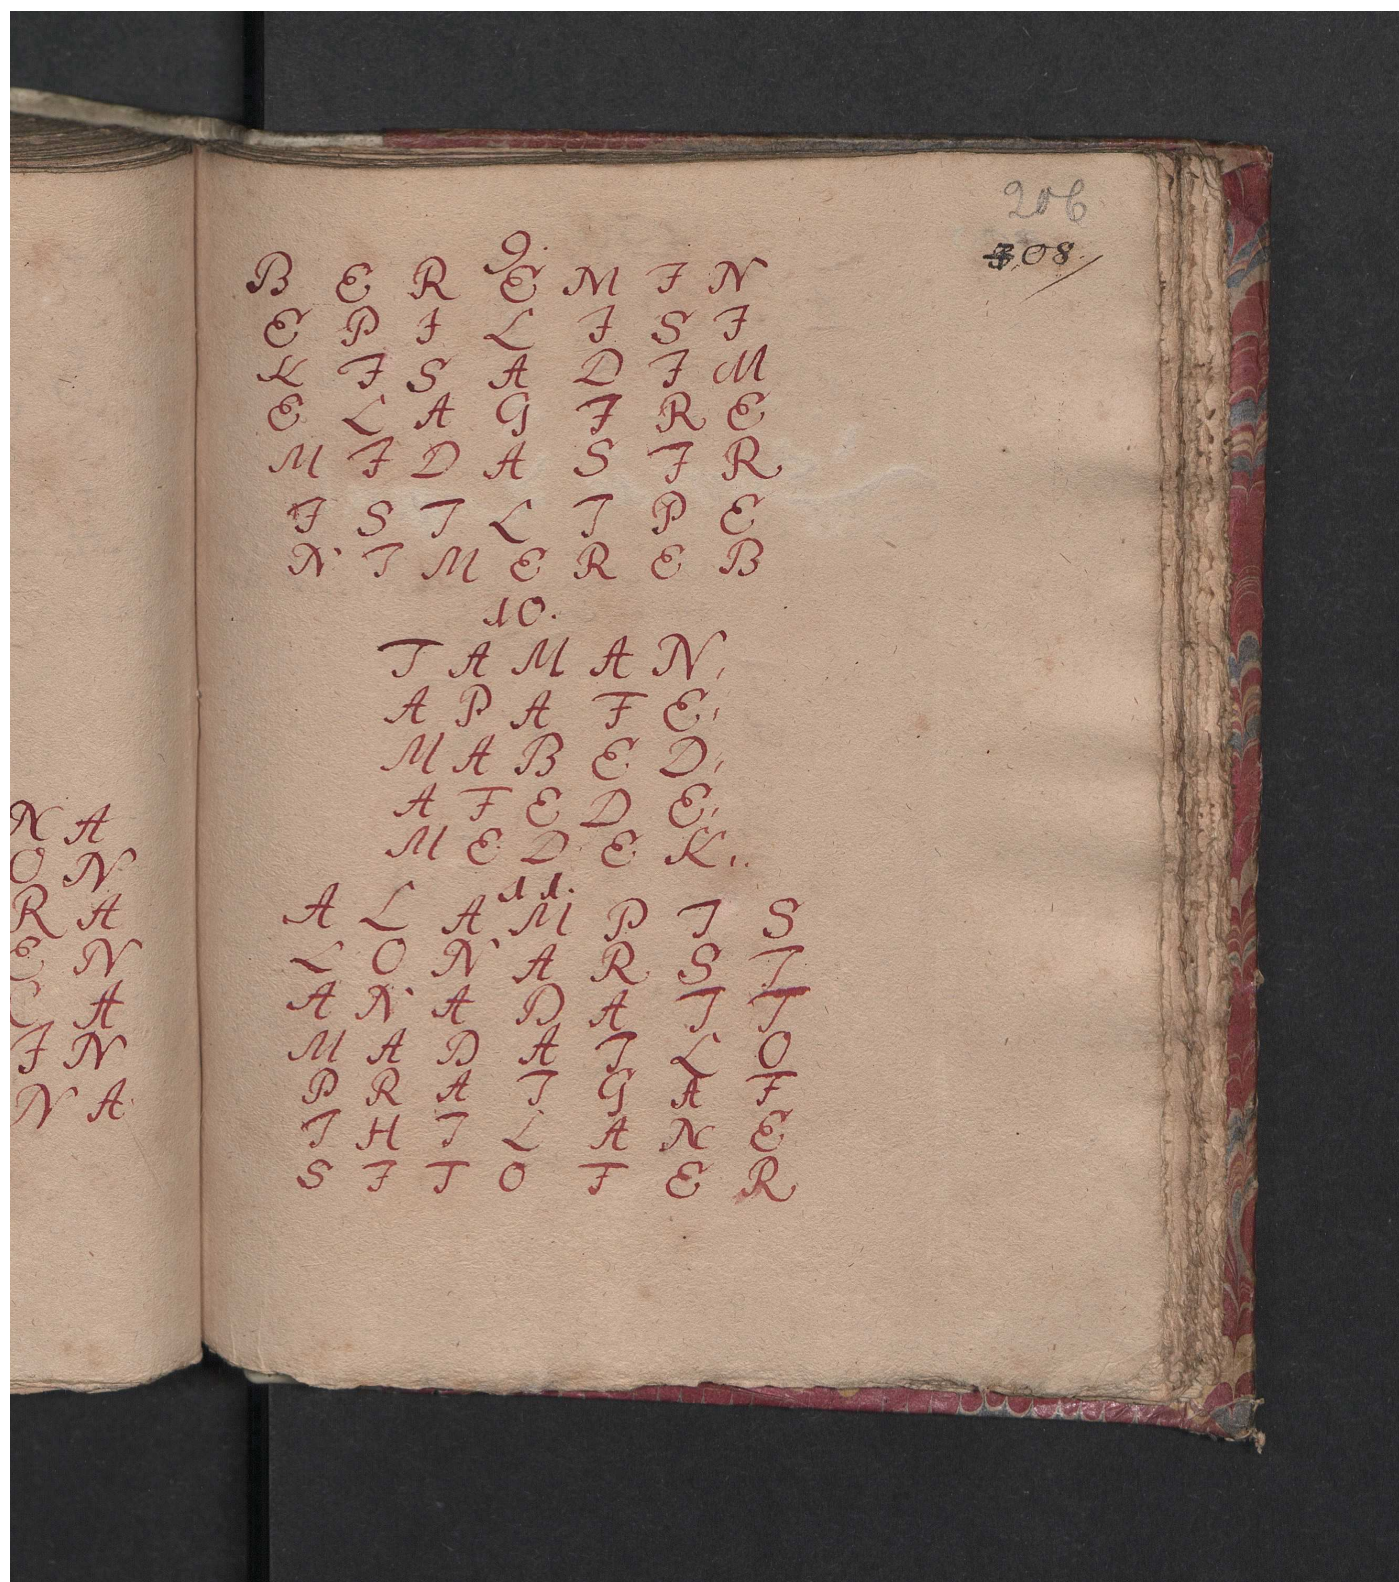 206
308
9.
B E R E M I N
E P I L I S I
K I S A D I M
E L A G I R E
M I D A S I R
I S I L I P E
N I M E R E B
10.
T A M A N,
A P A F E,
M A B E D,
A F E D E,
M E D E K,.
11.
A L A M P I S
L O N A R S I
A N A D A T T
M A D A I L O
P R A T G A F
I H I L A N E
S I T O F E R
N A
O N
R A
E N
C A
I N
N A